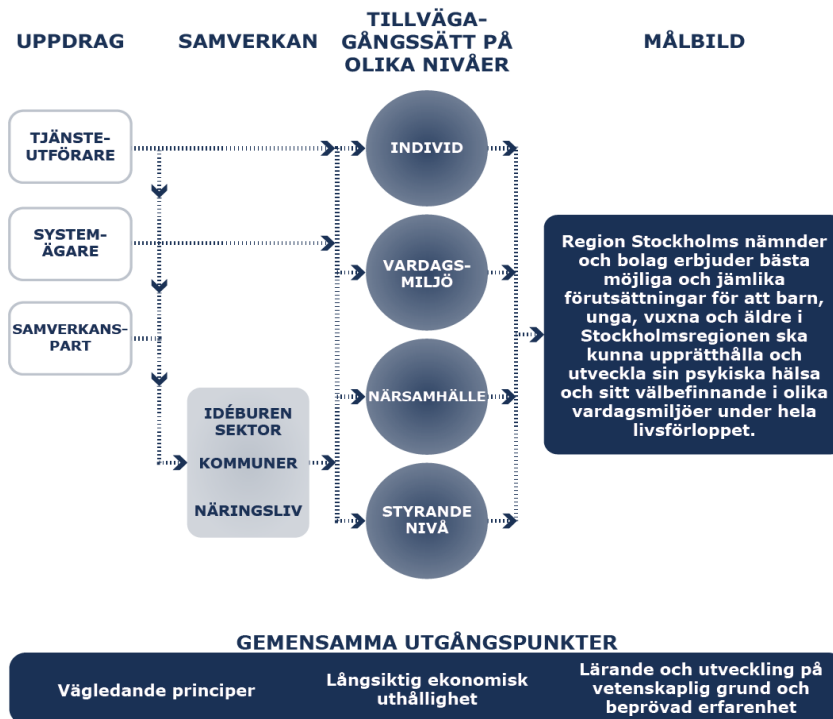 UPPDRAG
SAMVERKAN
TILLVÄGA-
GÅNGSSÄTT PÅ
OLIKA NIVÅER
MÅLBILD
TJÄNSTE-
UTFÖRARE
SYSTEM-
ÄGARE
SAMVERKANS-
PART
IDÉBUREN
SEKTOR
KOMMUNER
NÄRINGSLIV
INDIVID
VARDAGS-
MILJÖ
NÄRSAMHÄLLE
STYRANDE
NIVÅ
Region Stockholms nämnder
och bolag erbjuder bästa
möjliga och jämlika
förutsättningar för att barn,
unga, vuxna och äldre i
Stockholmsregionen ska
kunna upprätthålla och
utveckla sin psykiska hälsa
och sitt välbefinnande i olika
vardagsmiljöer under hela
livsförloppet.
GEMENSAMMA UTGÅNGSPUNKTER
Vägledande principer
Långsiktig ekonomisk
uthållighet
Lärande och utveckling på
vetenskaplig grund och
beprövad erfarenhet